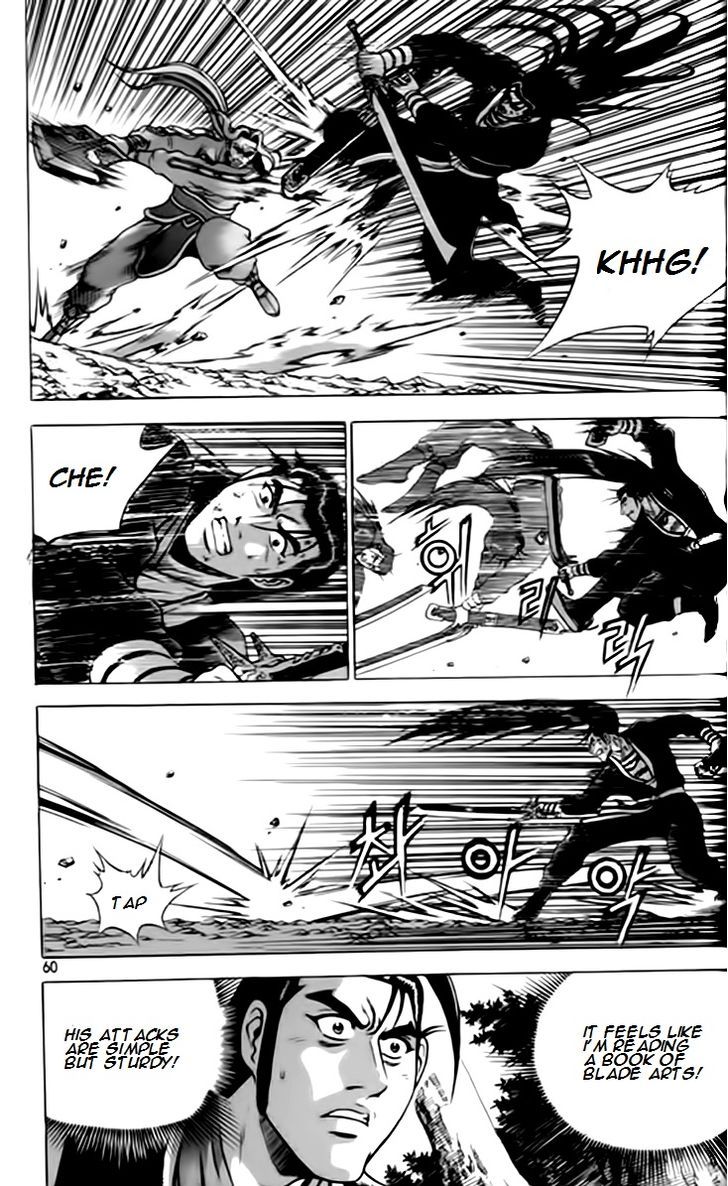 KHHG!
CHE!
휘
리
릭
촤
아
악
TAP
60
HIS ATTACKS
ARE SIMPLE
BUT STURDY!
IT FEELS LIKE
I'M READING
A BOOK OF
BLADE ARTS!